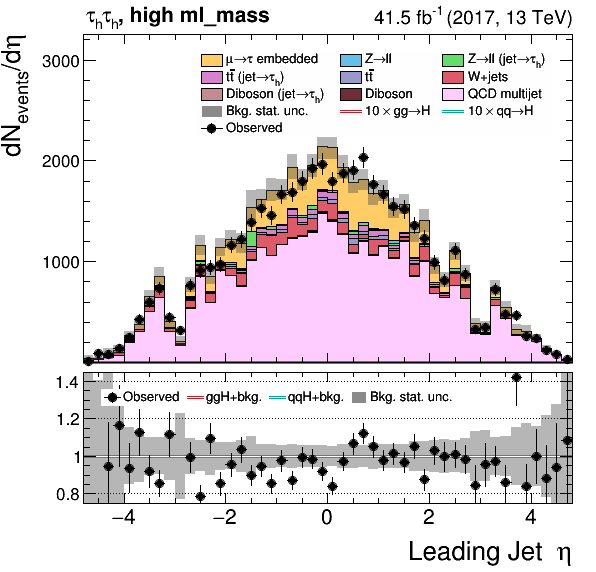 τhτh, high ml_mass 41.5 fb-1 (2017, 13 TeV)
dNevents/dη
μ→τ embedded Z→ll Z→ll (jet→τh)
tt̄ (jet→τh) tt̄ W+jets
Diboson (jet→τh) Diboson QCD multijet
Bkg. stat. unc. 10 × gg→H 10 × qq→H
Observed
3000
2000
1000
1.4
Observed ggH+bkg. qqH+bkg. Bkg. stat. unc.
1.2
1
0.8
−4 −2 0 2 4
Leading Jet η